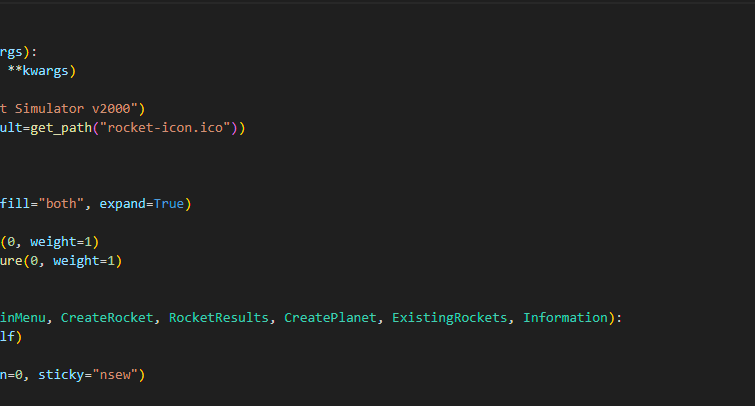 rgs):
**kwargs)
t Simulator v2000")
ult=get_path("rocket-icon.ico"))
fill="both", expand=True)
(0, weight=1)
ure(0, weight=1)
inMenu, CreateRocket, RocketResults, CreatePlanet, ExistingRockets, Information):
lf)
n=0, sticky="nsew")